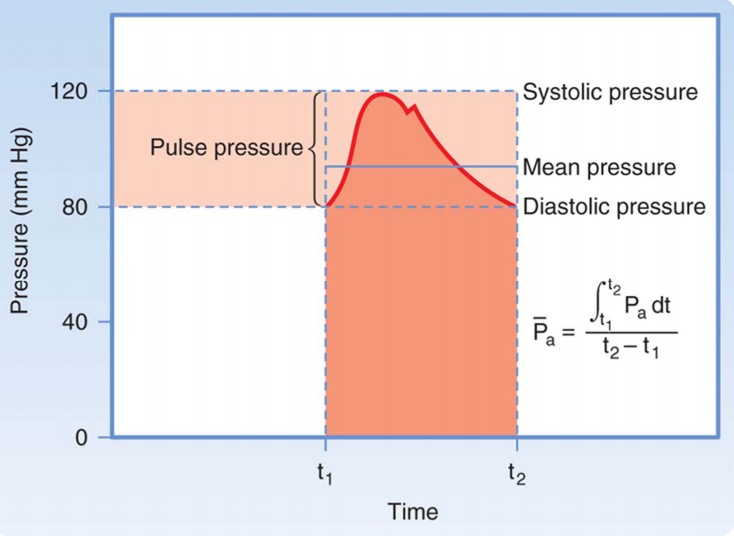 120
Systolic pressure
Pulse pressure
Mean pressure
80
Diastolic pressure
Pressure (mm Hg)
40
P̄ₐ = ∫ₜ₁ᵗ² Pₐ dt
t₂ – t₁
0
t₁
t₂
Time